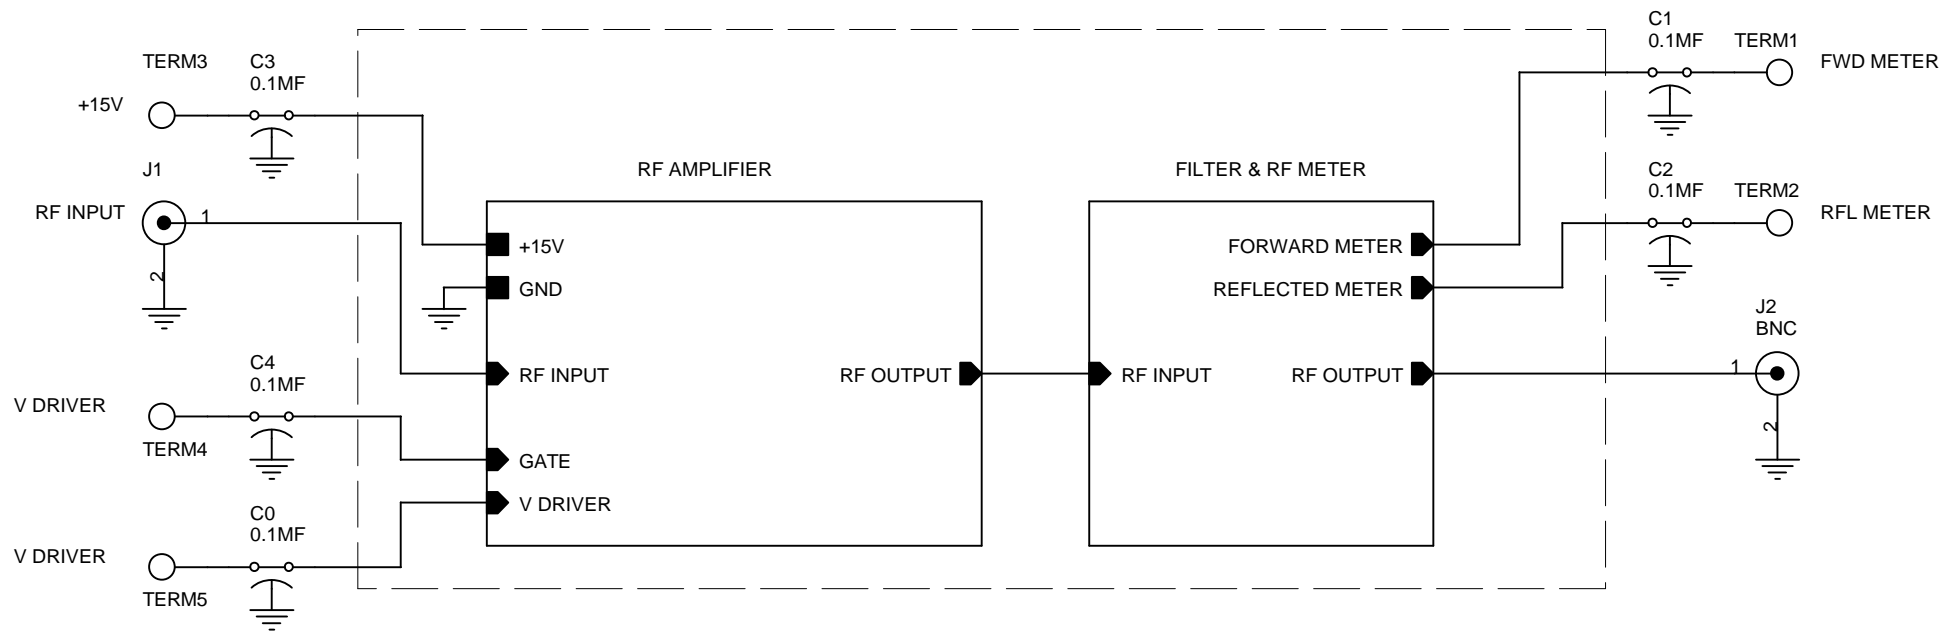 C1
0.1MF
TERM1
FWD METER
TERM3
C3
0.1MF
+15V
J1
RF INPUT
1
2
RF AMPLIFIER
+15V
GND
RF INPUT
GATE
V DRIVER
RF OUTPUT
FILTER & RF METER
FORWARD METER
REFLECTED METER
RF INPUT
RF OUTPUT
C2
0.1MF
TERM2
RFL METER
J2
BNC
1
2
C4
0.1MF
V DRIVER
TERM4
C0
0.1MF
V DRIVER
TERM5